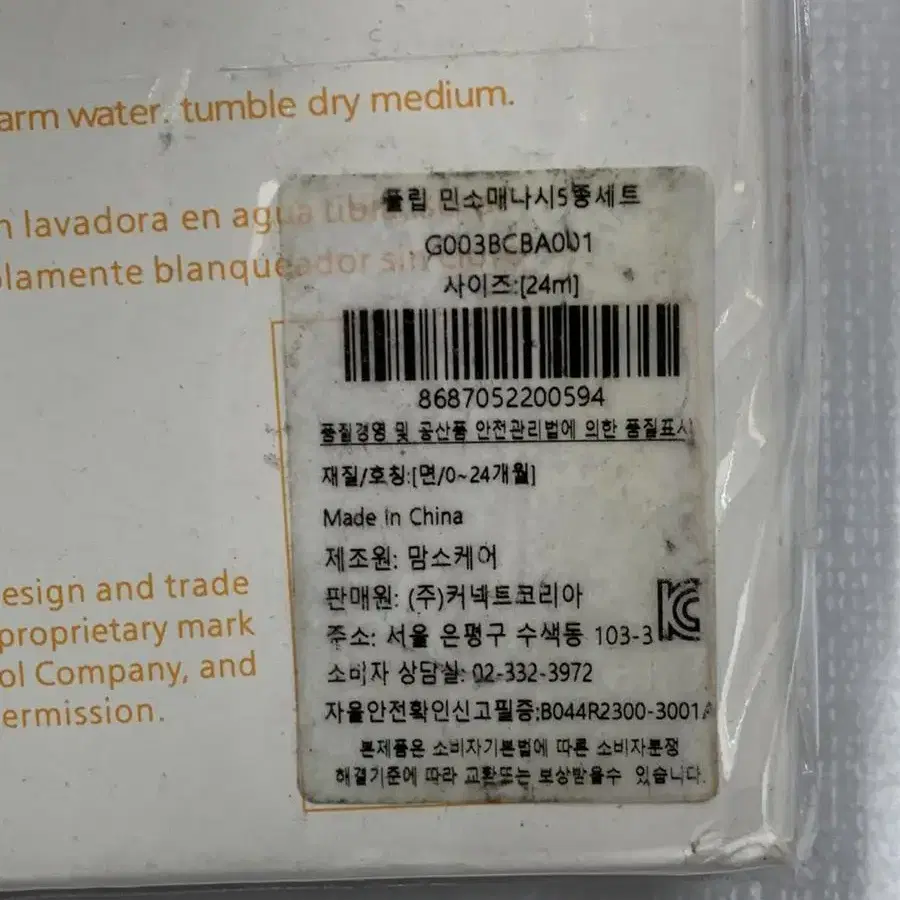 arm water. tumble dry medium.
n lavadora en agua
olamente blanqueador sin
esign and trade
proprietary mark
ol Company, and
ermission.
플립 민소매나시5종세트
G003BCBA001
사이즈:[24m]
8687052200594
품질경영 및 공산품 안전관리법에 의한 품질표시
재질/호칭:[면/0~24개월]
Made In China
제조원: 맘스케어
판매원: (주)커넥트코리아
주소: 서울 은평구 수색동 103-3
소비자 상담실: 02-332-3972
자율안전확인신고필증:B044R2300-3001A
본제품은 소비자기본법에 따른 소비자분쟁
해결기준에 따라 교환또는 보상받을수 있습니다.